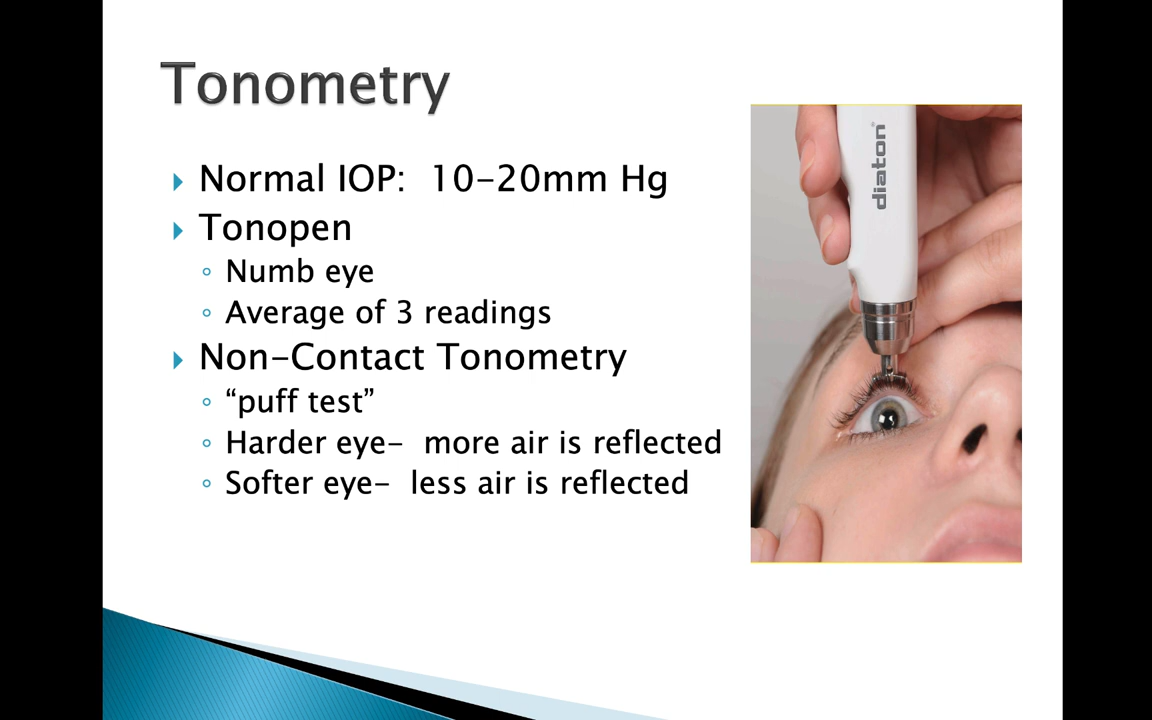 Tonometry
Normal IOP:  10-20mm Hg
Tonopen
Numb eye
Average of 3 readings
Non-Contact Tonometry
“puff test”
Harder eye-  more air is reflected
Softer eye-  less air is reflected
diaton®